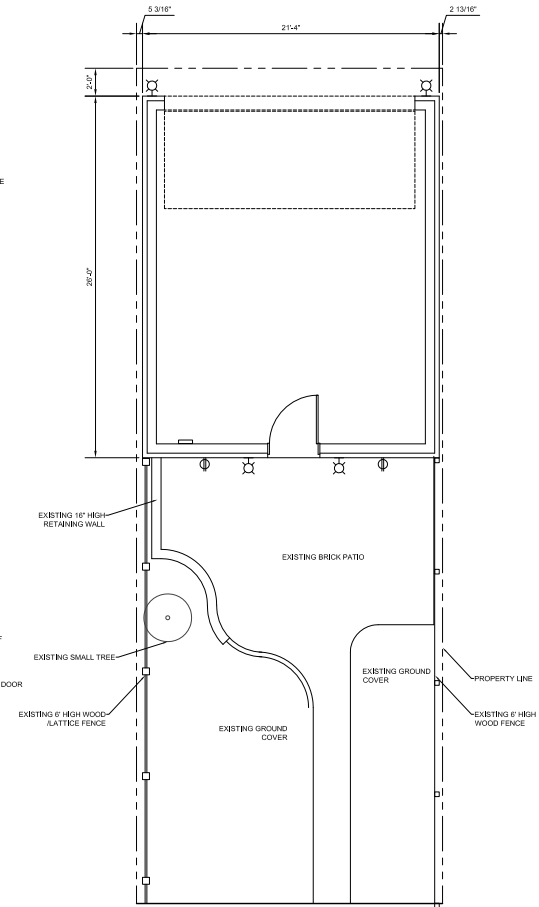 5 3/16"
2 13/16"
21'-4"
2'-0"
E
26'-0"
EXISTING 16" HIGH
RETAINING WALL
EXISTING BRICK PATIO
F
EXISTING SMALL TREE
EXISTING GROUND
COVER
PROPERTY LINE
DOOR
EXISTING 6' HIGH WOOD
/LATTICE FENCE
EXISTING 6' HIGH
WOOD FENCE
EXISTING GROUND
COVER